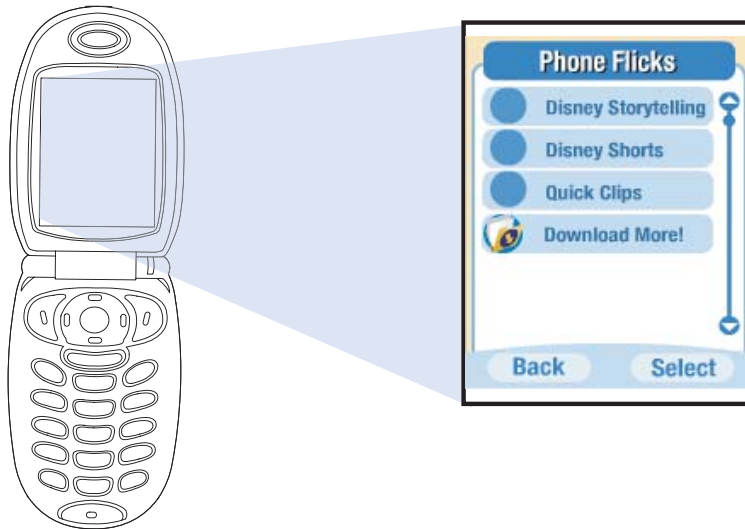 Phone Flicks
Disney Storytelling
Disney Shorts
Quick Clips
Download More!
Back Select